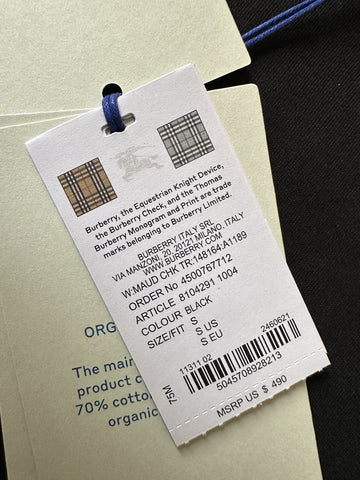 Burberry, the Equestrian Knight Device,
the Burberry Check, and the Thomas
Burberry Monogram and Print are trade
marks belonging to Burberry Limited.
BURBERRY ITALY SRL
VIA MANZONI, 20, 20121 MILANO, ITALY
WWW.BURBERRY.COM
W:MAUD CHK TR:148164:A1189
ORDER No 4500767712
ARTICLE 8104291 1004
COLOUR BLACK
SIZE/FIT S
S US
S EU
75M
11311 02
2460621
5045708928213
MSRP US $ 490
ORG
The main
product c
70% cotto
organic